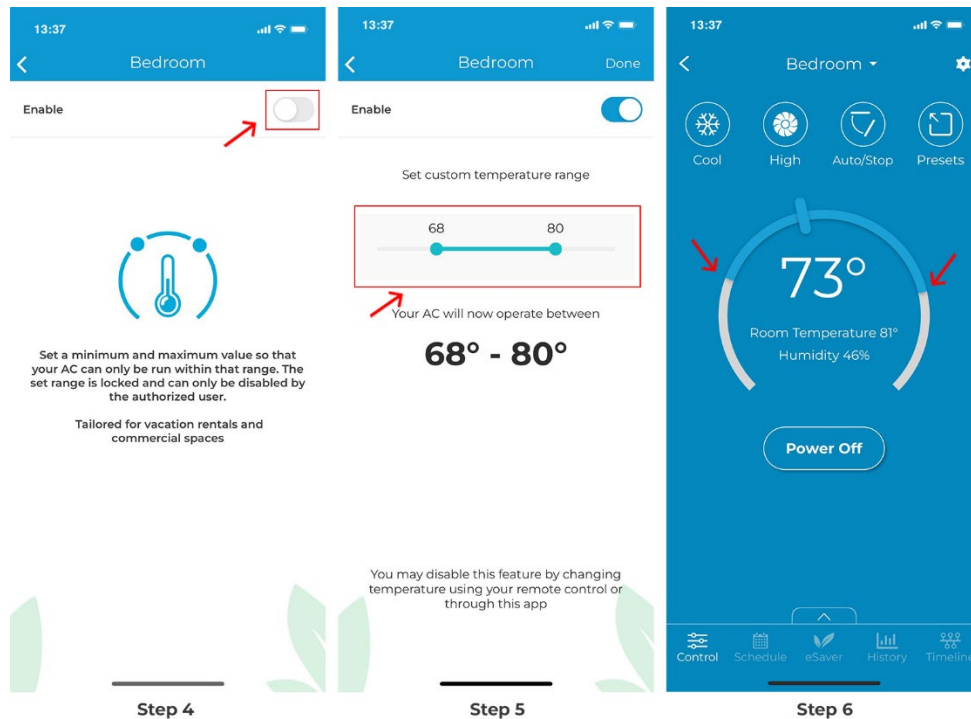 13:37
Bedroom
Enable
Set a minimum and maximum value so that
your AC can only be run within that range. The
set range is locked and can only be disabled by
the authorized user.
Tailored for vacation rentals and
commercial spaces
Step 4
13:37
Bedroom
Done
Enable
Set custom temperature range
68 80
Your AC will now operate between
68° - 80°
You may disable this feature by changing
temperature using your remote control or
through this app
Step 5
13:37
Bedroom
Cool High Auto/Stop Presets
73°
Room Temperature 81°
Humidity 46%
Power Off
Control Schedule eSaver History Timeline
Step 6